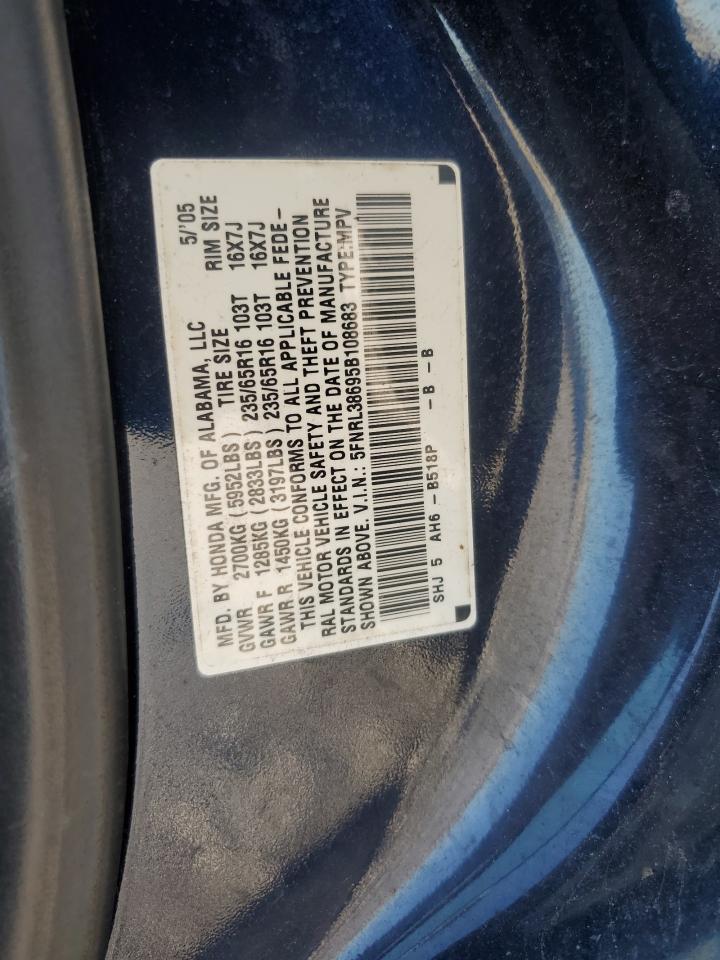 MFD. BY HONDA MFG. OF ALABAMA, LLC 5/'05
GVWR 2700KG (5952LBS) TIRE SIZE RIM SIZE
GAWR F 1285KG (2833LBS) 235/65R16 103T 16X7J
GAWR R 1450KG (3197LBS) 235/65R16 103T 16X7J
THIS VEHICLE CONFORMS TO ALL APPLICABLE FEDE-
RAL MOTOR VEHICLE SAFETY AND THEFT PREVENTION
STANDARDS IN EFFECT ON THE DATE OF MANUFACTURE
SHOWN ABOVE. V.I.N.: 5FNRL38695B108683 TYPE:MPV
SHJ 5 AH6 -B518P -B -B